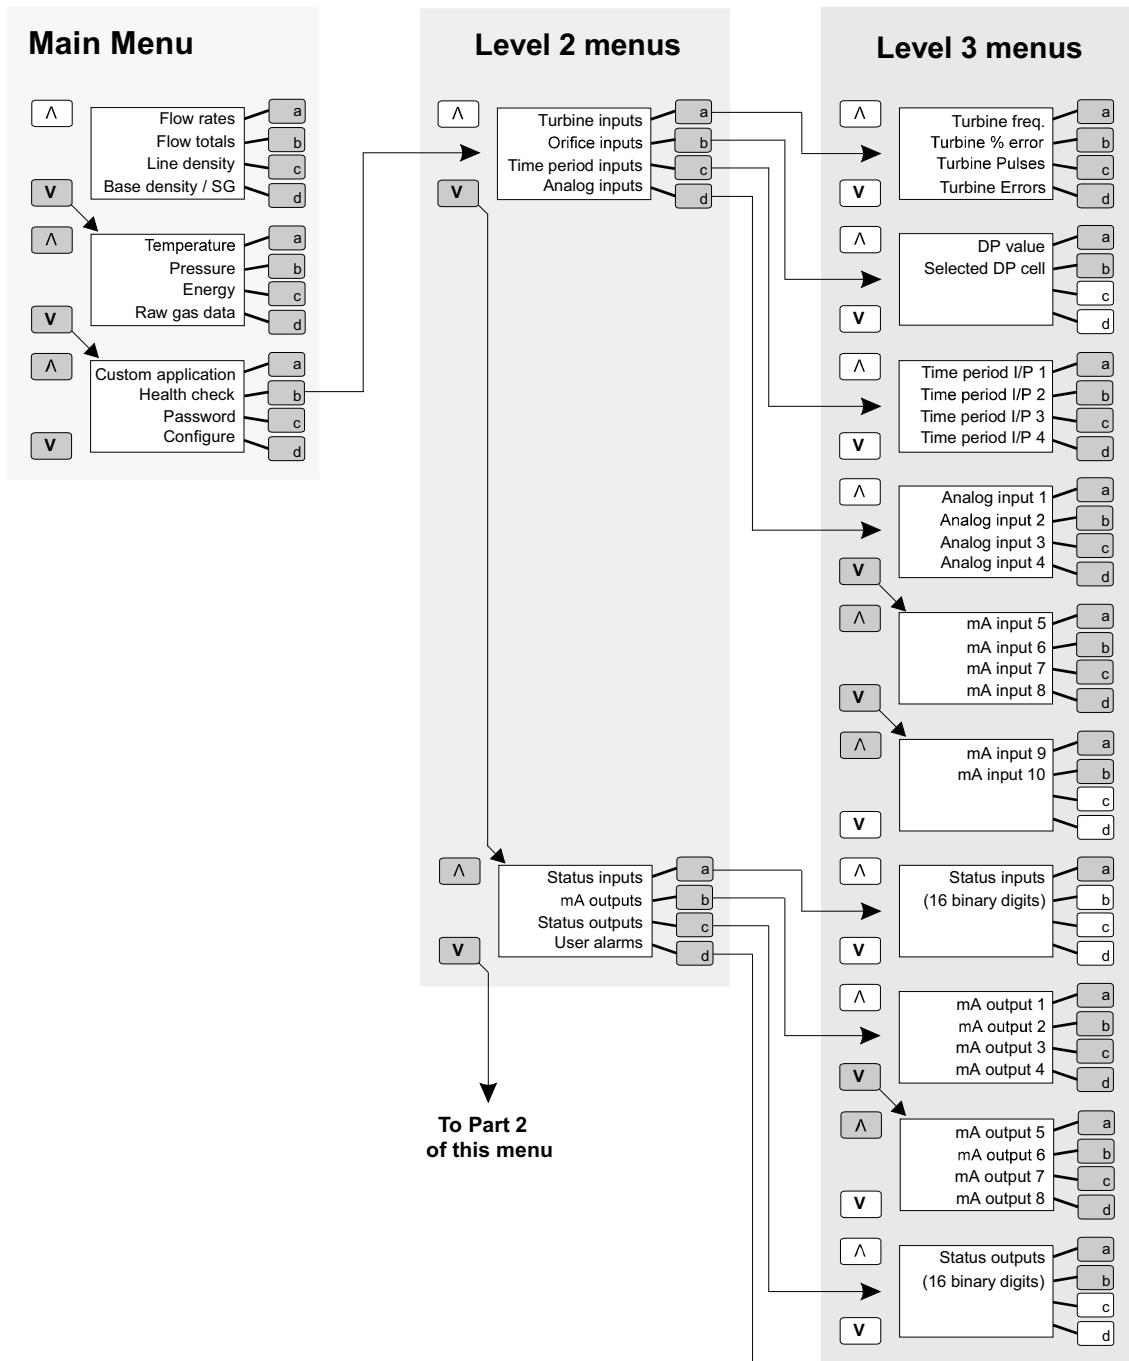 Main Menu
Level 2 menus
Level 3 menus
Λ
Flow rates a
Flow totals b
Line density c
Base density / SG d
V
Λ
Temperature a
Pressure b
Energy c
Raw gas data d
V
Λ
Custom application a
Health check b
Password c
Configure d
V
Λ
Turbine inputs a
Orifice inputs b
Time period inputs c
Analog inputs d
V
Λ
Status inputs a
mA outputs b
Status outputs c
User alarms d
V
To Part 2
of this menu
Λ
Turbine freq. a
Turbine % error b
Turbine Pulses c
Turbine Errors d
V
Λ
DP value a
Selected DP cell b
c
d
V
Λ
Time period I/P 1 a
Time period I/P 2 b
Time period I/P 3 c
Time period I/P 4 d
V
Λ
Analog input 1 a
Analog input 2 b
Analog input 3 c
Analog input 4 d
V
Λ
mA input 5 a
mA input 6 b
mA input 7 c
mA input 8 d
V
Λ
mA input 9 a
mA input 10 b
c
d
V
Λ
Status inputs a
(16 binary digits) b
c
d
V
Λ
mA output 1 a
mA output 2 b
mA output 3 c
mA output 4 d
V
Λ
mA output 5 a
mA output 6 b
mA output 7 c
mA output 8 d
V
Λ
Status outputs a
(16 binary digits) b
c
d
V